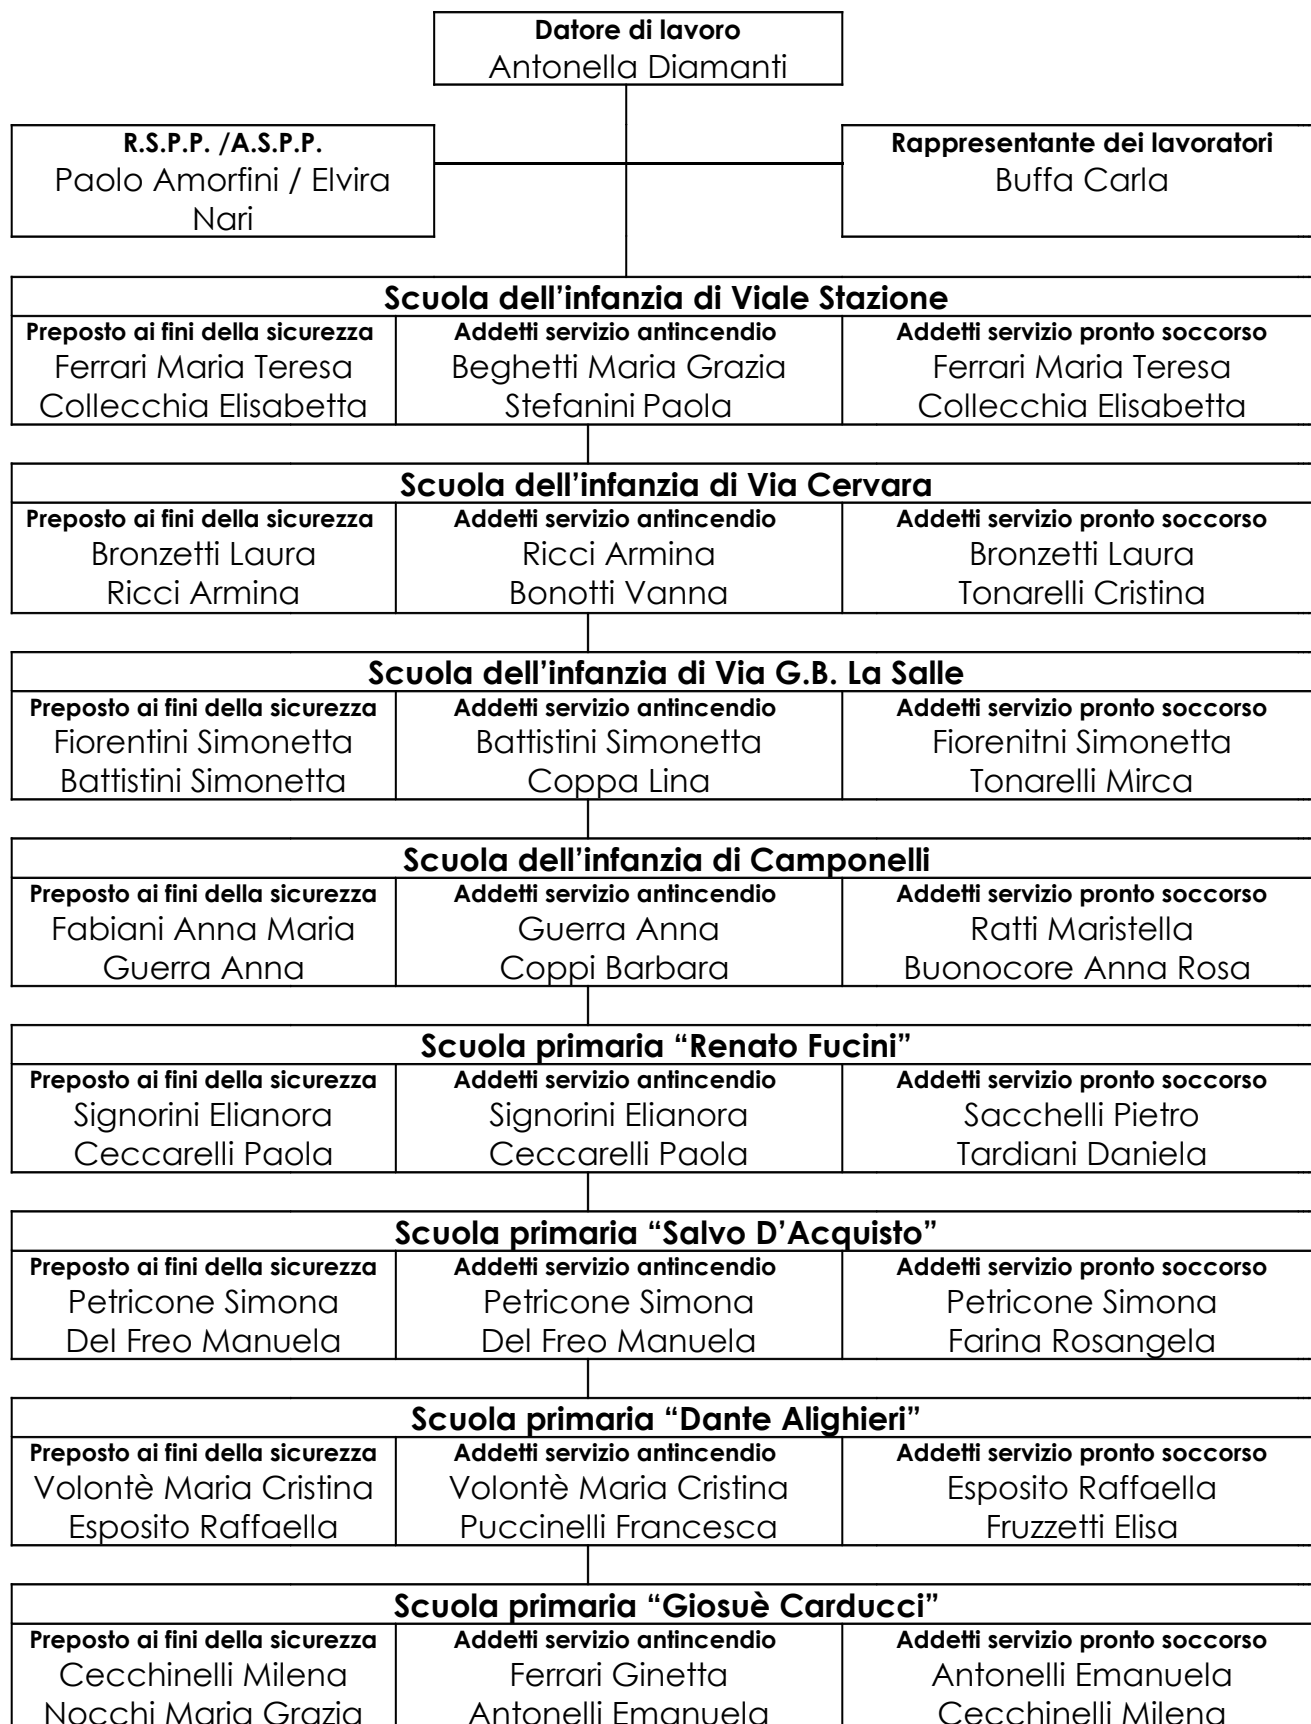 Datore di lavoro
Antonella Diamanti
R.S.P.P. /A.S.P.P.
Paolo Amorfini / Elvira
Nari
Rappresentante dei lavoratori
Buffa Carla
Scuola dell’infanzia di Viale Stazione
Preposto ai fini della sicurezza
Ferrari Maria Teresa
Collecchia Elisabetta
Addetti servizio antincendio
Beghetti Maria Grazia
Stefanini Paola
Addetti servizio pronto soccorso
Ferrari Maria Teresa
Collecchia Elisabetta
Scuola dell’infanzia di Via Cervara
Preposto ai fini della sicurezza
Bronzetti Laura
Ricci Armina
Addetti servizio antincendio
Ricci Armina
Bonotti Vanna
Addetti servizio pronto soccorso
Bronzetti Laura
Tonarelli Cristina
Scuola dell’infanzia di Via G.B. La Salle
Preposto ai fini della sicurezza
Fiorentini Simonetta
Battistini Simonetta
Addetti servizio antincendio
Battistini Simonetta
Coppa Lina
Addetti servizio pronto soccorso
Fiorenitni Simonetta
Tonarelli Mirca
Scuola dell’infanzia di Camponelli
Preposto ai fini della sicurezza
Fabiani Anna Maria
Guerra Anna
Addetti servizio antincendio
Guerra Anna
Coppi Barbara
Addetti servizio pronto soccorso
Ratti Maristella
Buonocore Anna Rosa
Scuola primaria “Renato Fucini”
Preposto ai fini della sicurezza
Signorini Elianora
Ceccarelli Paola
Addetti servizio antincendio
Signorini Elianora
Ceccarelli Paola
Addetti servizio pronto soccorso
Sacchelli Pietro
Tardiani Daniela
Scuola primaria “Salvo D’Acquisto”
Preposto ai fini della sicurezza
Petricone Simona
Del Freo Manuela
Addetti servizio antincendio
Petricone Simona
Del Freo Manuela
Addetti servizio pronto soccorso
Petricone Simona
Farina Rosangela
Scuola primaria “Dante Alighieri”
Preposto ai fini della sicurezza
Volontè Maria Cristina
Esposito Raffaella
Addetti servizio antincendio
Volontè Maria Cristina
Puccinelli Francesca
Addetti servizio pronto soccorso
Esposito Raffaella
Fruzzetti Elisa
Scuola primaria “Giosuè Carducci”
Preposto ai fini della sicurezza
Cecchinelli Milena
Nocchi Maria Grazia
Addetti servizio antincendio
Ferrari Ginetta
Antonelli Emanuela
Addetti servizio pronto soccorso
Antonelli Emanuela
Cecchinelli Milena